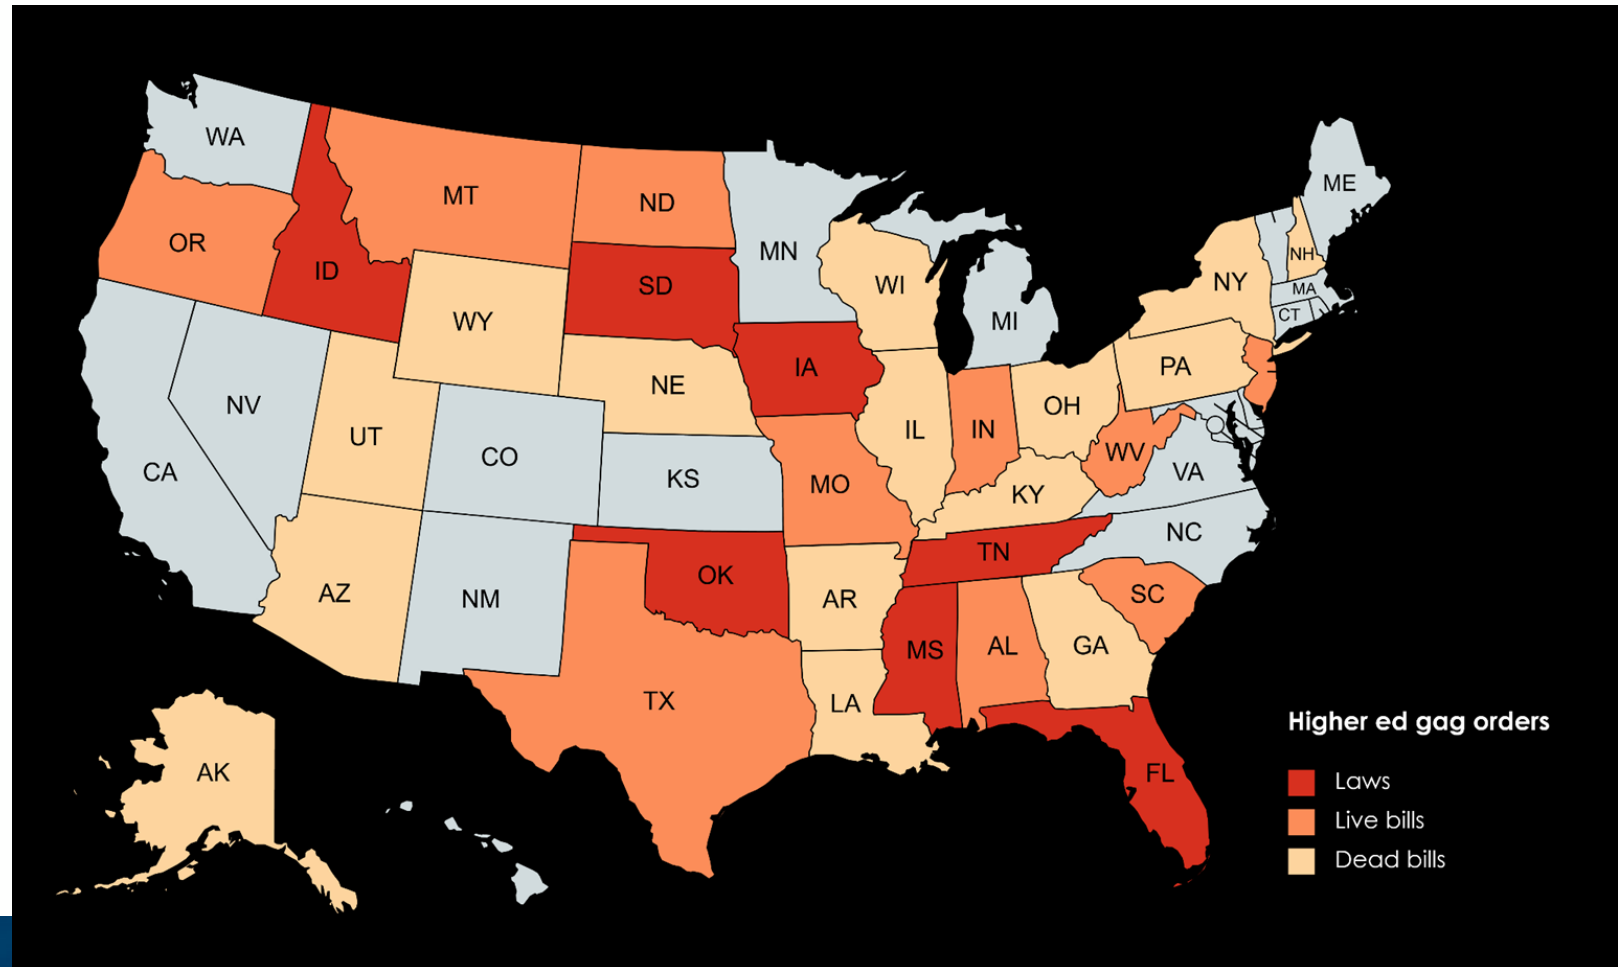 WA
MT
ND
ME
OR
ID
MN
SD
WI
NH
NY
MA
CT
WY
MI
IA
PA
NE
NV
OH
UT
IL
IN
CO
WV
CA
KS
MO
VA
KY
NC
TN
AZ
NM
OK
AR
SC
MS
AL
GA
TX
LA
AK
FL
Higher ed gag orders
Laws
Live bills
Dead bills